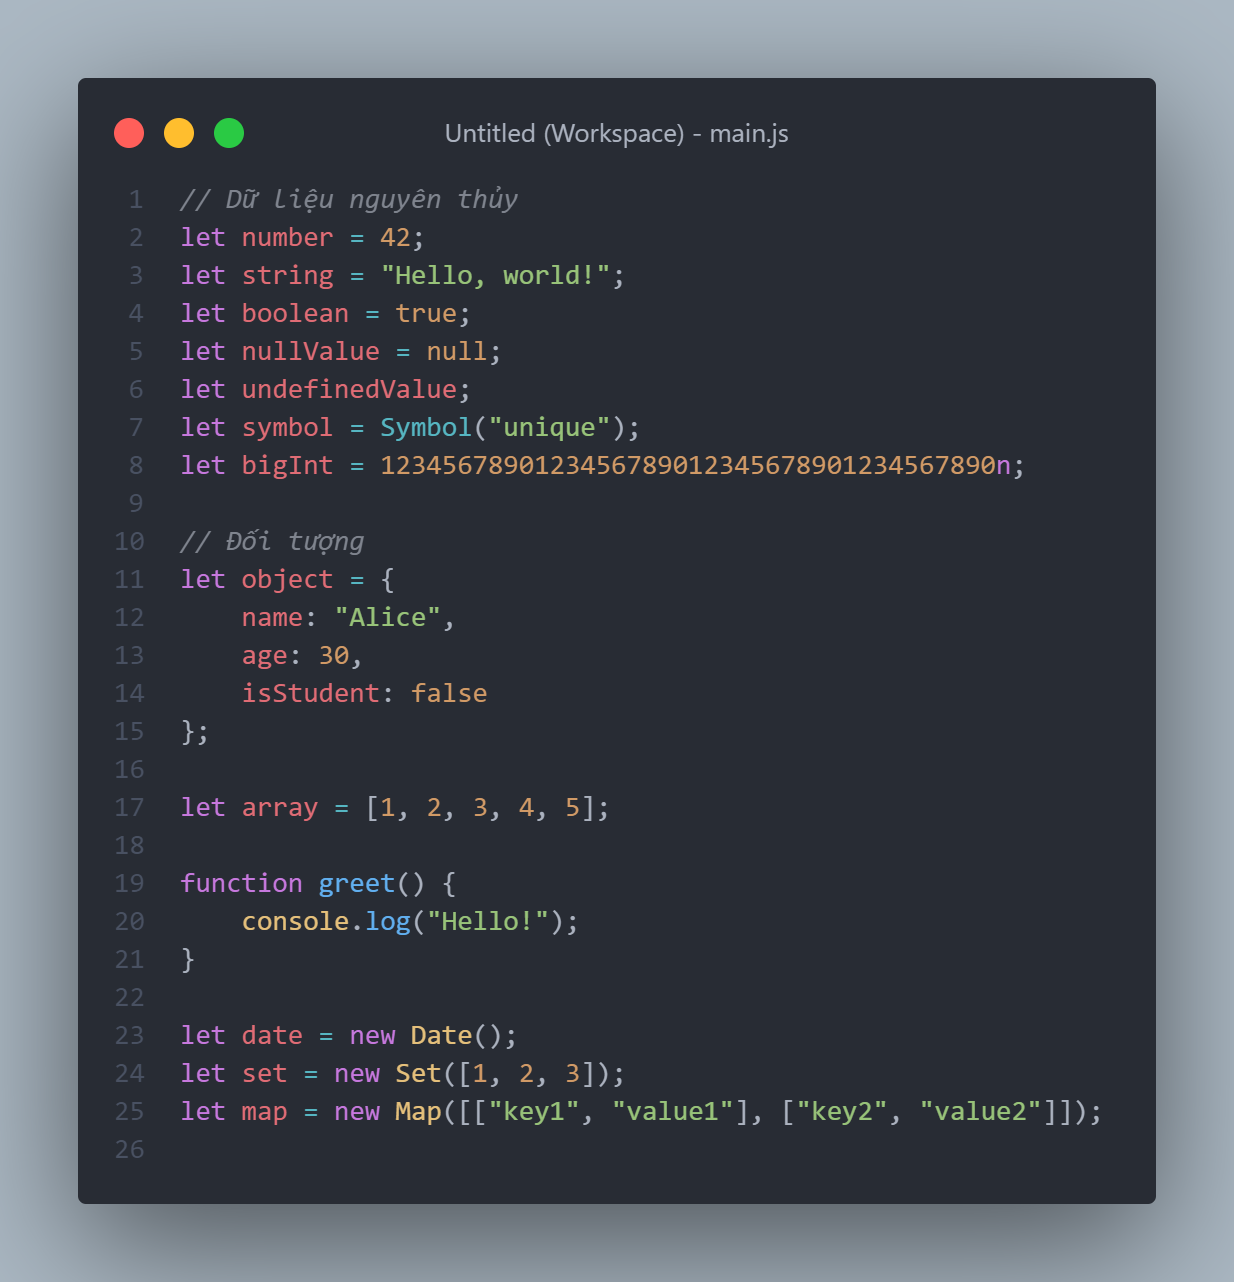 Untitled (Workspace) - main.js
1 // Dữ liệu nguyên thủy
2 let number = 42;
3 let string = "Hello, world!";
4 let boolean = true;
5 let nullValue = null;
6 let undefinedValue;
7 let symbol = Symbol("unique");
8 let bigInt = 1234567890123456789012345678901234567890n;
9
10 // Đối tượng
11 let object = {
12     name: "Alice",
13     age: 30,
14     isStudent: false
15 };
16
17 let array = [1, 2, 3, 4, 5];
18
19 function greet() {
20     console.log("Hello!");
21 }
22
23 let date = new Date();
24 let set = new Set([1, 2, 3]);
25 let map = new Map([["key1", "value1"], ["key2", "value2"]]);
26